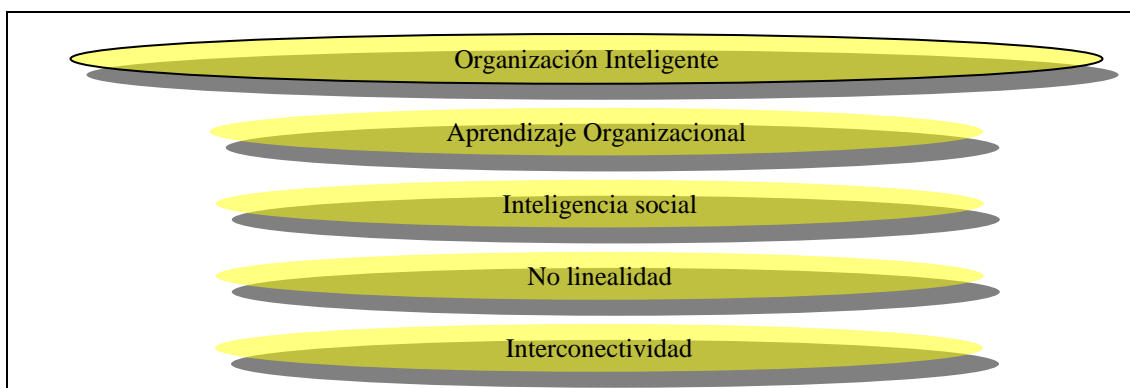 Organización Inteligente
Aprendizaje Organizacional
Inteligencia social
No linealidad
Interconectividad